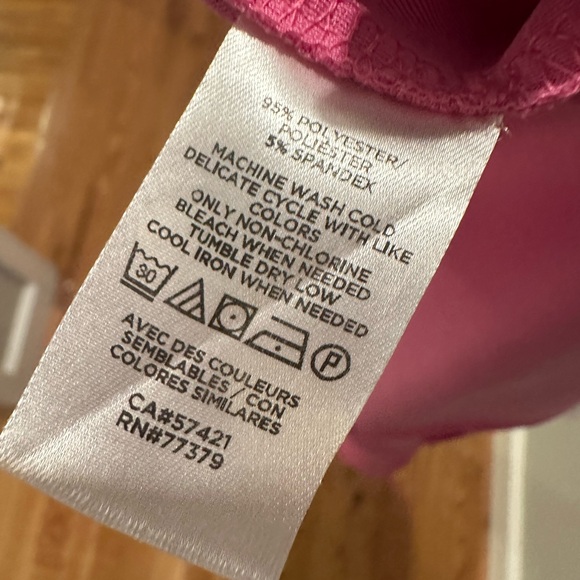 95% POLYESTER/
POLIÉSTER
5% SPANDEX
MACHINE WASH COLD
DELICATE CYCLE WITH LIKE
COLORS
ONLY NON-CHLORINE
BLEACH WHEN NEEDED
TUMBLE DRY LOW
COOL IRON WHEN NEEDED
30
P
AVEC DES COULEURS
SEMBLABLES / CON
COLORES SIMILARES
CA#57421
RN#77379